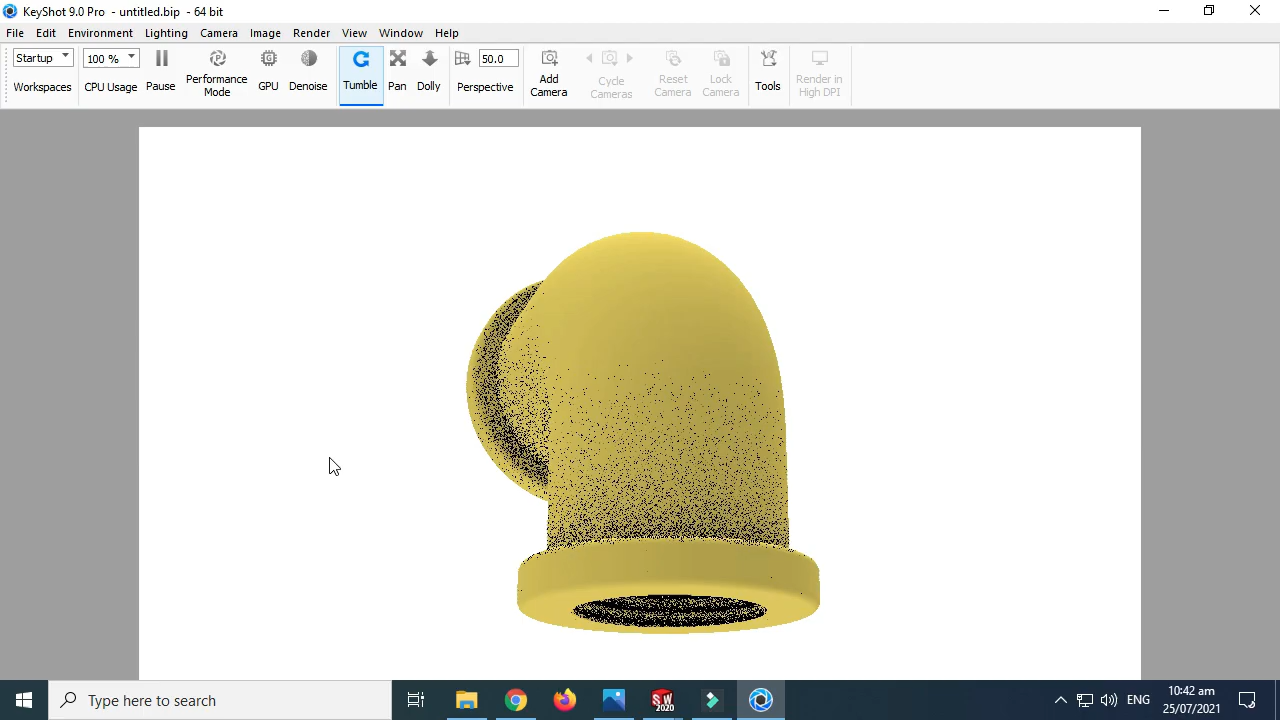 KeyShot 9.0 Pro - untitled.bip - 64 bit
File Edit Environment Lighting Camera Image Render View Window Help
Startup 100 % 50.0
Workspaces CPU Usage Pause Performance Mode GPU Denoise Tumble Pan Dolly Perspective Add Camera Cycle Cameras Reset Camera Lock Camera Tools Render in High DPI
Type here to search
SW 2020
ENG
10:42 am
25/07/2021